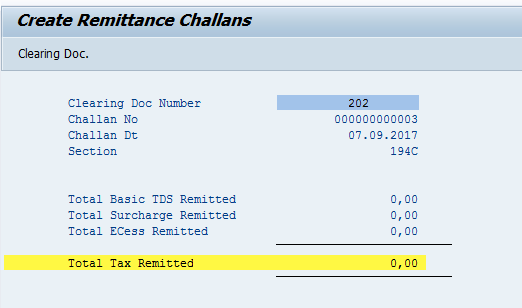 Create Remittance Challans
Clearing Doc.
Clearing Doc Number 202
Challan No 000000000003
Challan Dt 07.09.2017
Section 194C
Total Basic TDS Remitted 0,00
Total Surcharge Remitted 0,00
Total ECess Remitted 0,00
Total Tax Remitted 0,00